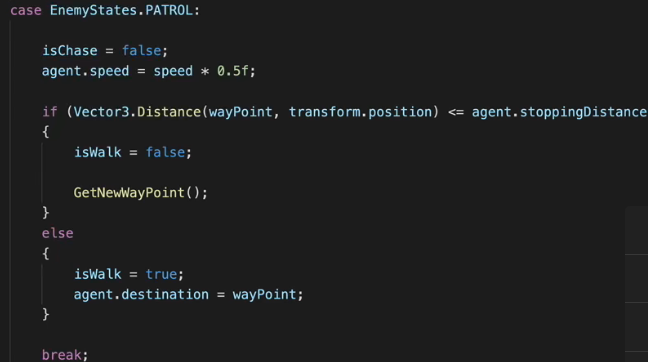 case EnemyStates.PATROL:
isChase = false;
agent.speed = speed * 0.5f;
if (Vector3.Distance(wayPoint, transform.position) <= agent.stoppingDistance
{
isWalk = false;
GetNewWayPoint();
}
else
{
isWalk = true;
agent.destination = wayPoint;
}
break;